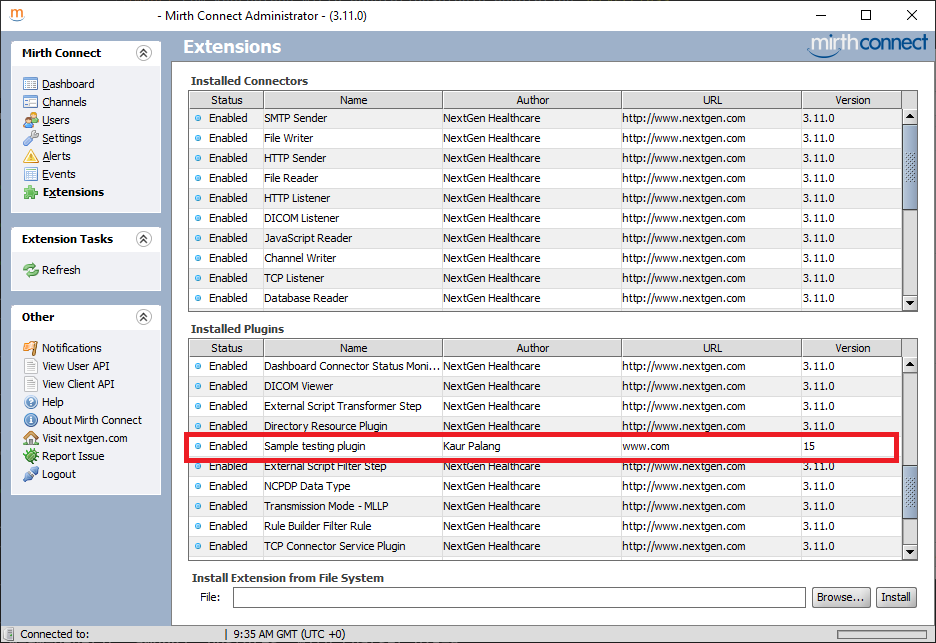 - Mirth Connect Administrator - (3.11.0)
Mirth Connect
Dashboard
Channels
Users
Settings
Alerts
Events
Extensions
Extension Tasks
Refresh
Other
Notifications
View User API
View Client API
Help
About Mirth Connect
Visit nextgen.com
Report Issue
Logout
Extensions
mirthconnect
Installed Connectors
Status Name Author URL Version
Enabled SMTP Sender NextGen Healthcare http://www.nextgen.com 3.11.0
Enabled File Writer NextGen Healthcare http://www.nextgen.com 3.11.0
Enabled HTTP Sender NextGen Healthcare http://www.nextgen.com 3.11.0
Enabled File Reader NextGen Healthcare http://www.nextgen.com 3.11.0
Enabled HTTP Listener NextGen Healthcare http://www.nextgen.com 3.11.0
Enabled DICOM Listener NextGen Healthcare http://www.nextgen.com 3.11.0
Enabled JavaScript Reader NextGen Healthcare http://www.nextgen.com 3.11.0
Enabled Channel Writer NextGen Healthcare http://www.nextgen.com 3.11.0
Enabled TCP Listener NextGen Healthcare http://www.nextgen.com 3.11.0
Enabled Database Reader NextGen Healthcare http://www.nextgen.com 3.11.0
Installed Plugins
Status Name Author URL Version
Enabled Dashboard Connector Status Moni... NextGen Healthcare http://www.nextgen.com 3.11.0
Enabled DICOM Viewer NextGen Healthcare http://www.nextgen.com 3.11.0
Enabled External Script Transformer Step NextGen Healthcare http://www.nextgen.com 3.11.0
Enabled Directory Resource Plugin NextGen Healthcare http://www.nextgen.com 3.11.0
Enabled Sample testing plugin Kaur Palang www.com 15
Enabled External Script Filter Step NextGen Healthcare http://www.nextgen.com 3.11.0
Enabled NCPDP Data Type NextGen Healthcare http://www.nextgen.com 3.11.0
Enabled Transmission Mode - MLLP NextGen Healthcare http://www.nextgen.com 3.11.0
Enabled Rule Builder Filter Rule NextGen Healthcare http://www.nextgen.com 3.11.0
Enabled TCP Connector Service Plugin NextGen Healthcare http://www.nextgen.com 3.11.0
Install Extension from File System
File: Browse... Install
Connected to: | 9:35 AM GMT (UTC +0)